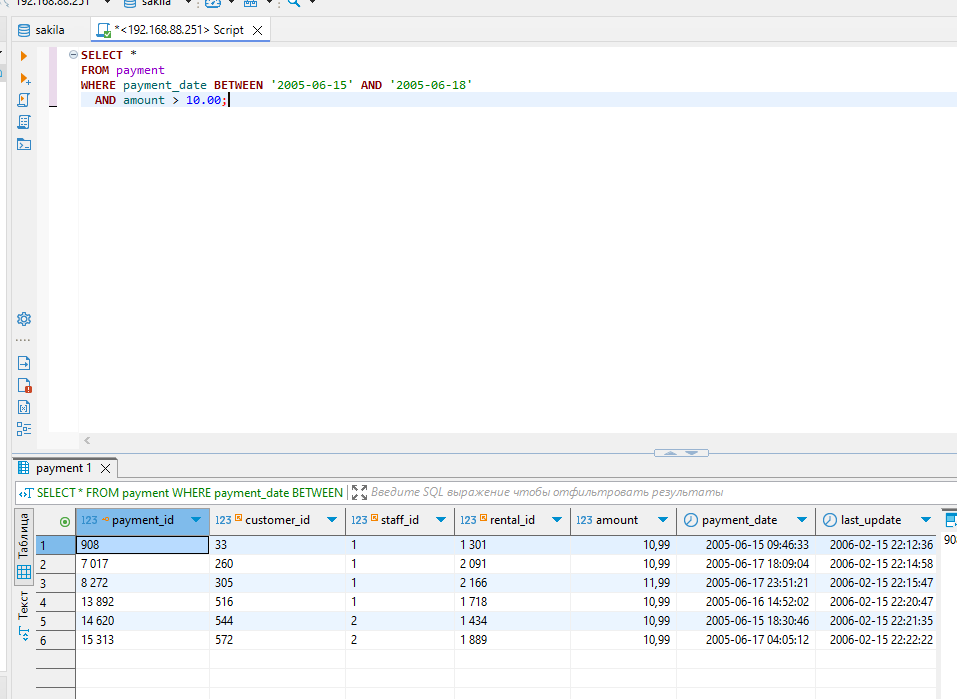 192.168.88.251 sakila
sakila *<192.168.88.251> Script
SELECT *
FROM payment
WHERE payment_date BETWEEN '2005-06-15' AND '2005-06-18'
AND amount > 10.00;
payment 1
SELECT * FROM payment WHERE payment_date BETWEEN Введите SQL выражение чтобы отфильтровать результаты
Таблица
Текст
123 payment_id 123 customer_id 123 staff_id 123 rental_id 123 amount payment_date last_update
1 908 33 1 1 301 10,99 2005-06-15 09:46:33 2006-02-15 22:12:36
2 7 017 260 1 2 091 10,99 2005-06-17 18:09:04 2006-02-15 22:14:58
3 8 272 305 1 2 166 11,99 2005-06-17 23:51:21 2006-02-15 22:15:47
4 13 892 516 1 1 718 10,99 2005-06-16 14:52:02 2006-02-15 22:20:47
5 14 620 544 2 1 434 10,99 2005-06-15 18:30:46 2006-02-15 22:21:35
6 15 313 572 2 1 889 10,99 2005-06-17 04:05:12 2006-02-15 22:22:22